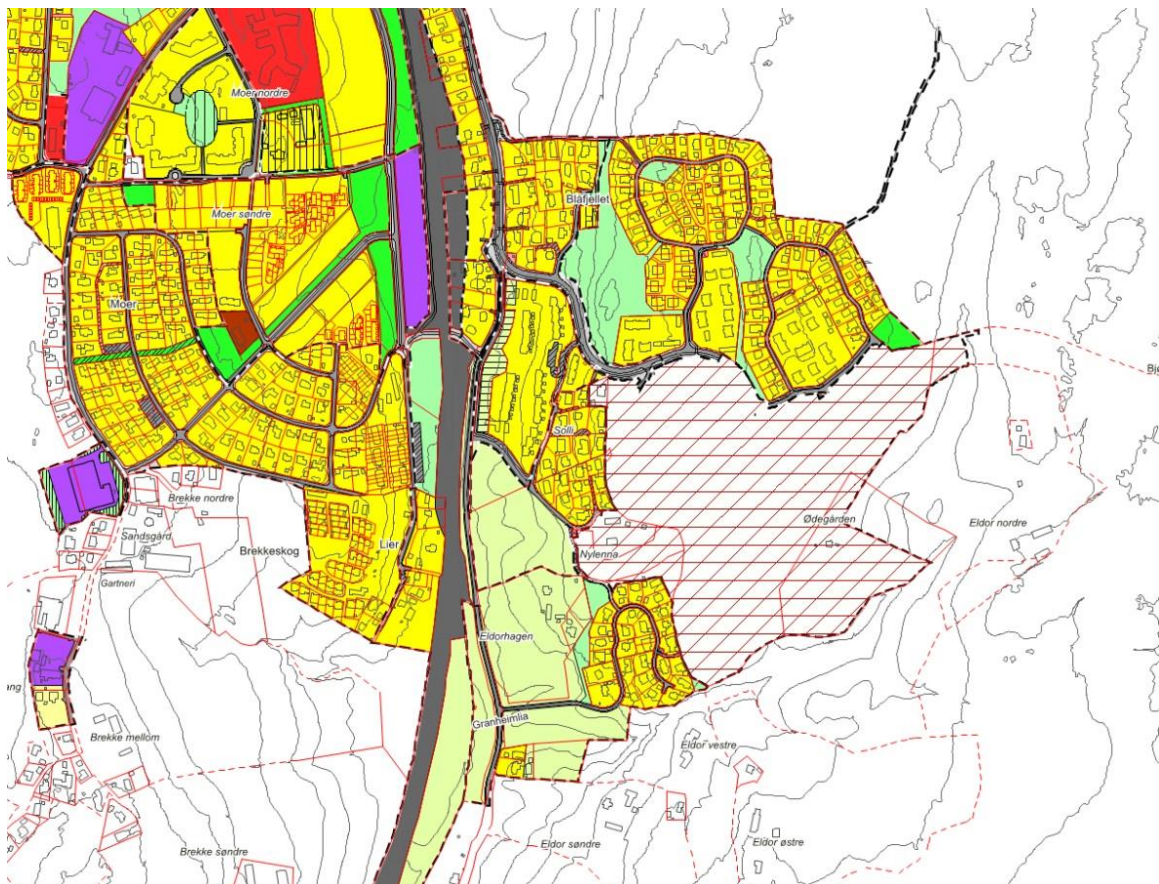 Moer nordre
Blåfjellet
Moer søndre
Moer
Bjø
Solli
Brekke nordre
Ødegården
Eldor nordre
Sandsgård
Brekkeskog
Lier
Nylenna
Gartneri
Eldorhagen
ang
Granheimlia
Brekke mellom
Eldor vestre
Brekke søndre
Eldor søndre
Eldor østre